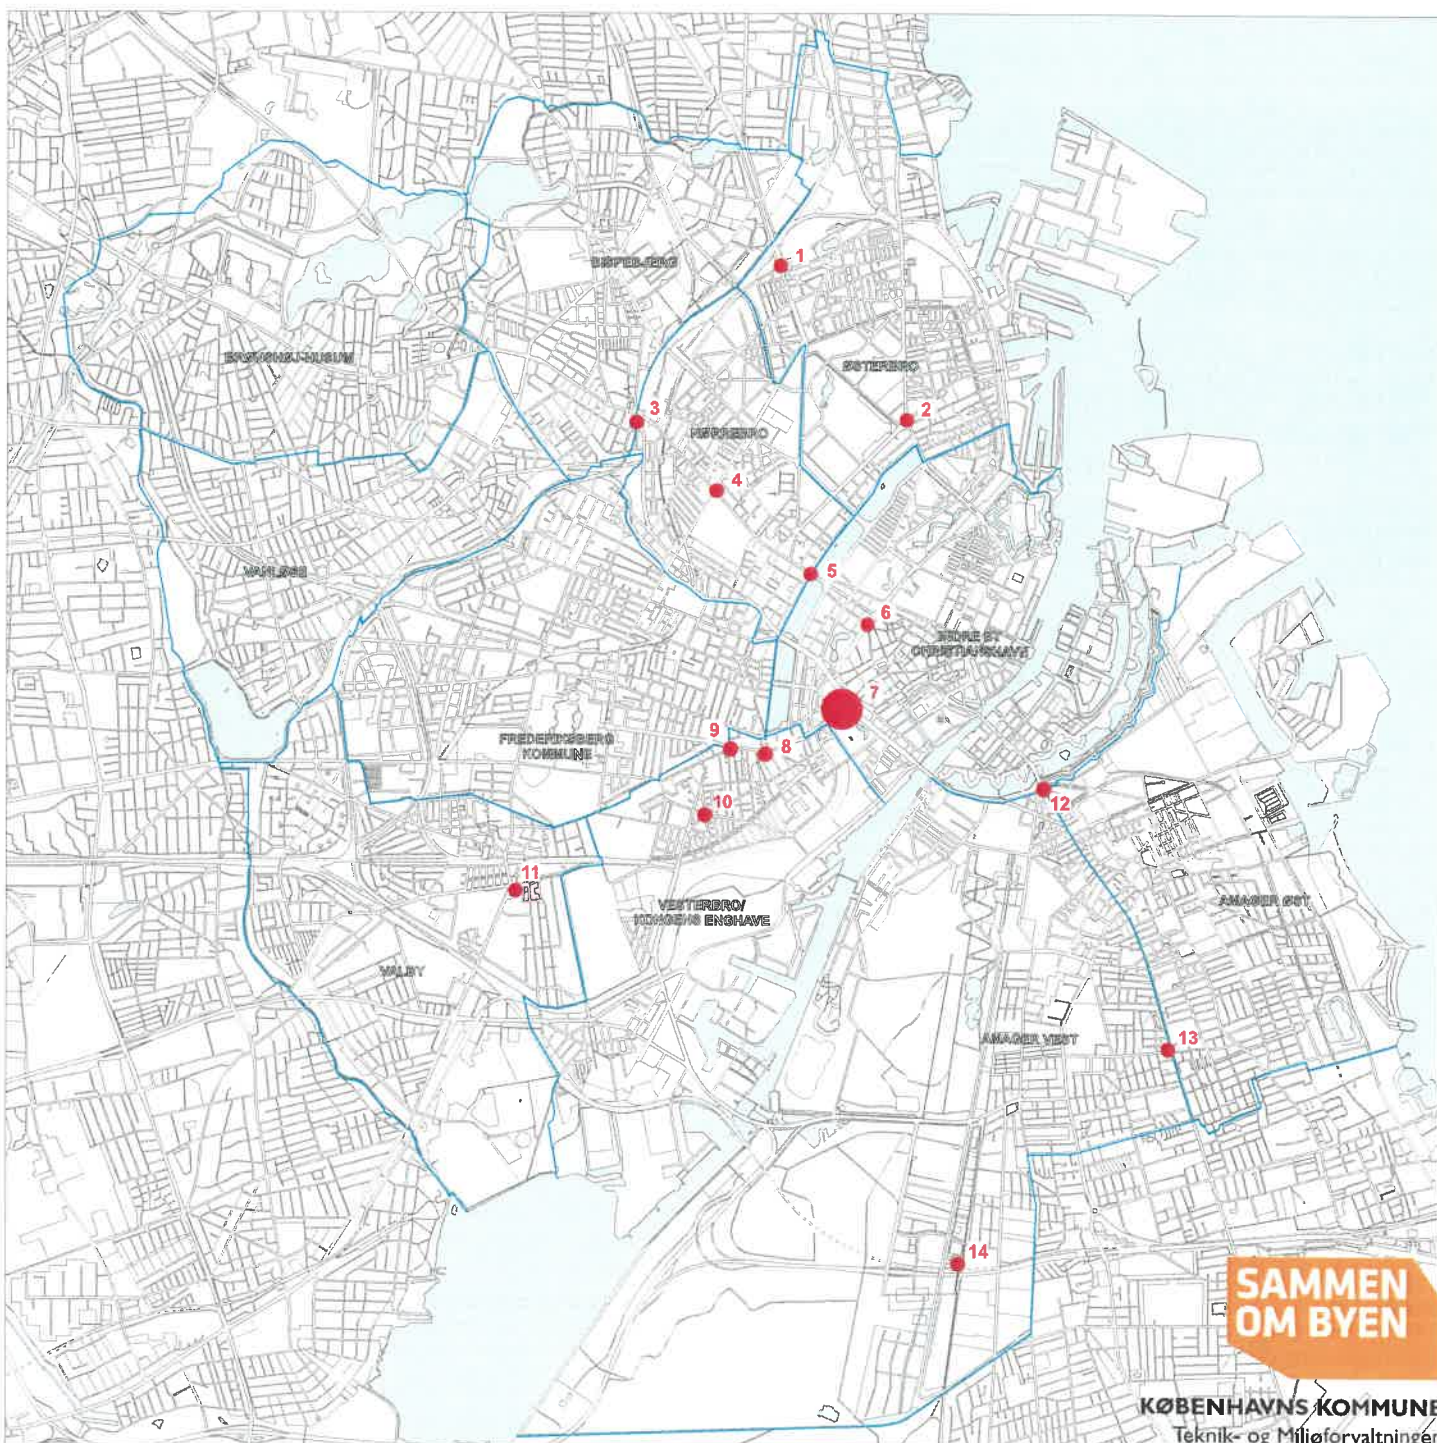 1
BISPEBJERG
BRØNSHØJ-HUSUM
ØSTERBRO
3
2
NØRREBRO
4
VANLØSE
5
6
INDRE BY
CHRISTIANSHAVN
7
9
8
FREDERIKSBERG
KOMMUNE
10
12
11
VESTERBRO/
KONGENS ENGHAVE
AMAGER ØST
VALBY
AMAGER VEST
13
14
SAMMEN
OM BYEN
KØBENHAVNS KOMMUNE
Teknik- og Miljøforvaltningen